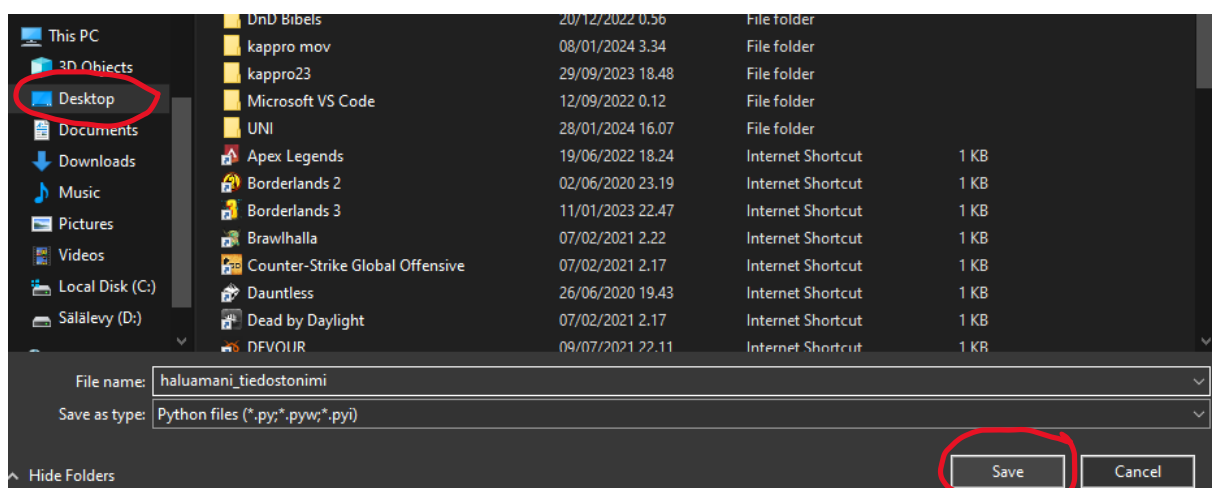 DnD Bibels 20/12/2022 0.56 File folder
This PC
kappro mov 08/01/2024 3.34 File folder
3D Objects
kappro23 29/09/2023 18.48 File folder
Desktop
Microsoft VS Code 12/09/2022 0.12 File folder
Documents
UNI 28/01/2024 16.07 File folder
Downloads
Apex Legends 19/06/2022 18.24 Internet Shortcut 1 KB
Music
Borderlands 2 02/06/2020 23.19 Internet Shortcut 1 KB
Pictures
Borderlands 3 11/01/2023 22.47 Internet Shortcut 1 KB
Videos
Brawlhalla 07/02/2021 2.22 Internet Shortcut 1 KB
Counter-Strike Global Offensive 07/02/2021 2.17 Internet Shortcut 1 KB
Local Disk (C:)
Dauntless 26/06/2020 19.43 Internet Shortcut 1 KB
Sälälevy (D:)
Dead by Daylight 07/02/2021 2.17 Internet Shortcut 1 KB
DEVOUR 09/07/2021 22.11 Internet Shortcut 1 KB
File name: haluamani_tiedostonimi
Save as type: Python files (*.py;*.pyw;*.pyi)
Hide Folders Save Cancel